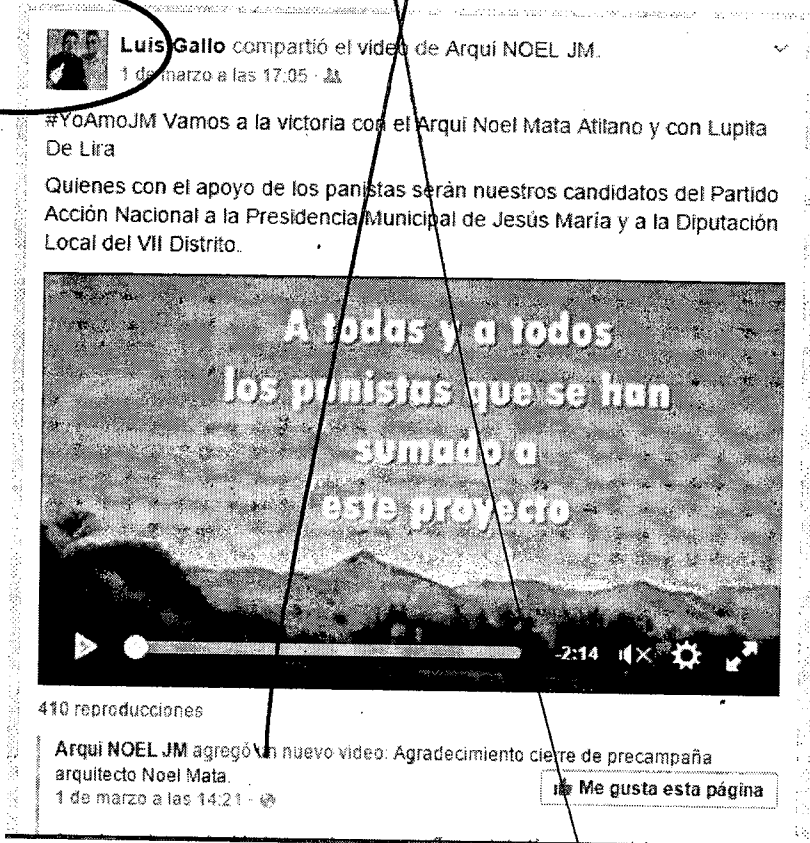 Luis Gallo compartió el video de Arqui NOEL JM.
1 de marzo a las 17:05
#YoAmoJM Vamos a la victoria con el Arqui Noel Mata Atilano y con Lupita
De Lira
Quienes con el apoyo de los panistas serán nuestros candidatos del Partido
Acción Nacional a la Presidencia Municipal de Jesús María y a la Diputación
Local del VII Distrito.
A todas y a todos
los panistas que se han
sumado a
este proyecto
-2:14
410 reproducciones
Arqui NOEL JM agregó un nuevo video: Agradecimiento cierre de precampaña
arquitecto Noel Mata.
1 de marzo a las 14:21
Me gusta esta página